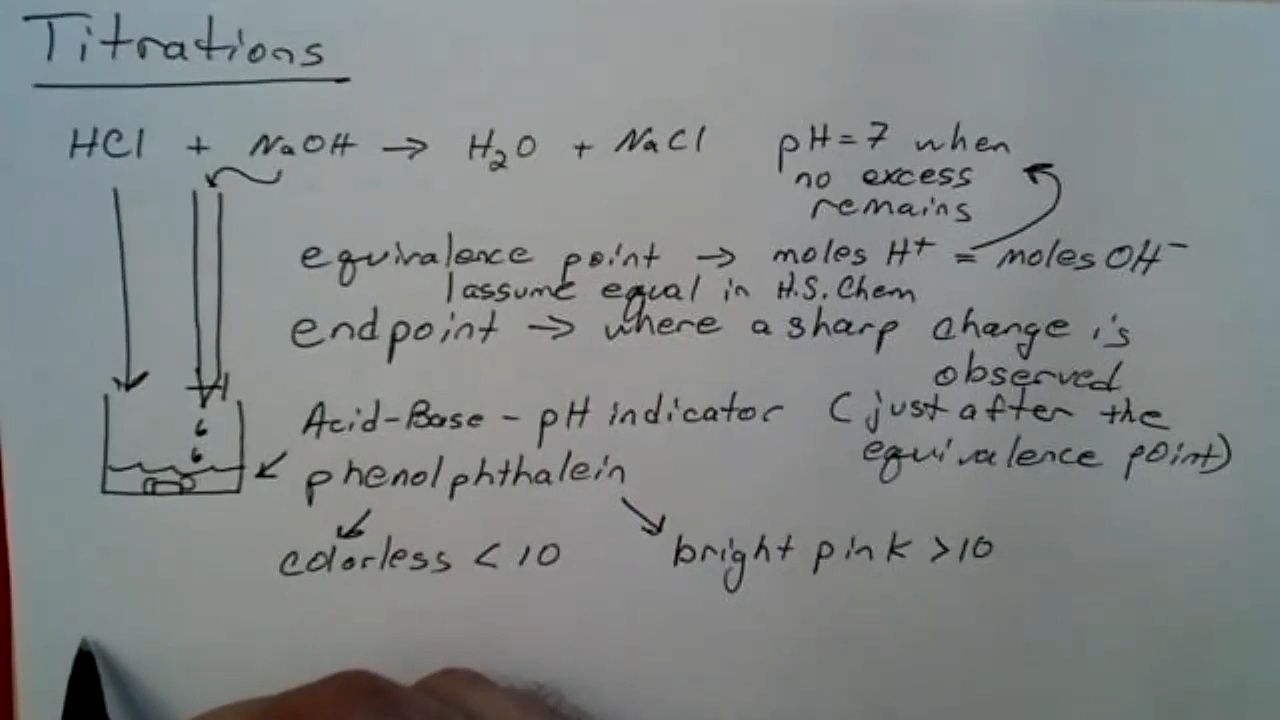 Titrations
HCl + NaOH → H₂O + NaCl pH = 7 when
no excess
remains
equivalence point → moles H⁺ = moles OH⁻
assume equal in H.S. Chem
endpoint → where a sharp change is
observed
Acid-Base - pH indicator (just after the
equivalence point)
phenolphthalein
colorless < 10 bright pink > 10